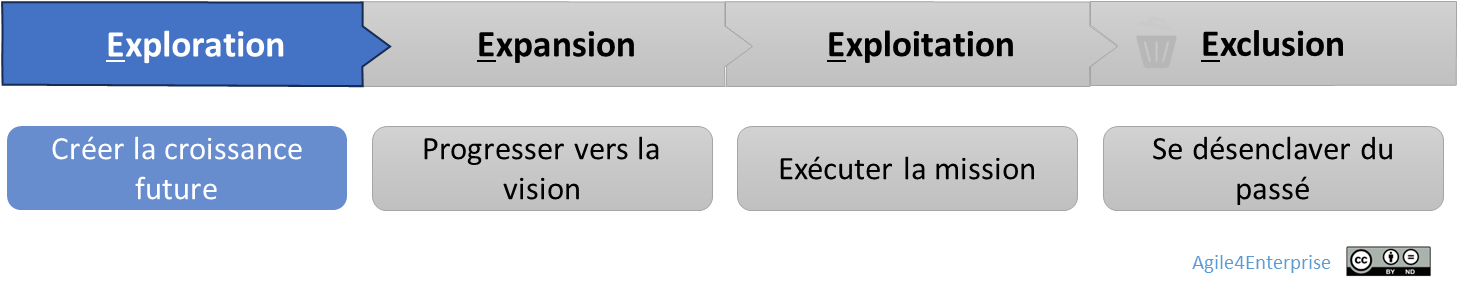 Exploration
Expansion
Exploitation
Exclusion
Créer la croissance
future
Progresser vers la
vision
Exécuter la mission
Se désenclaver du
passé
Agile4Enterprise
cc
BY ND